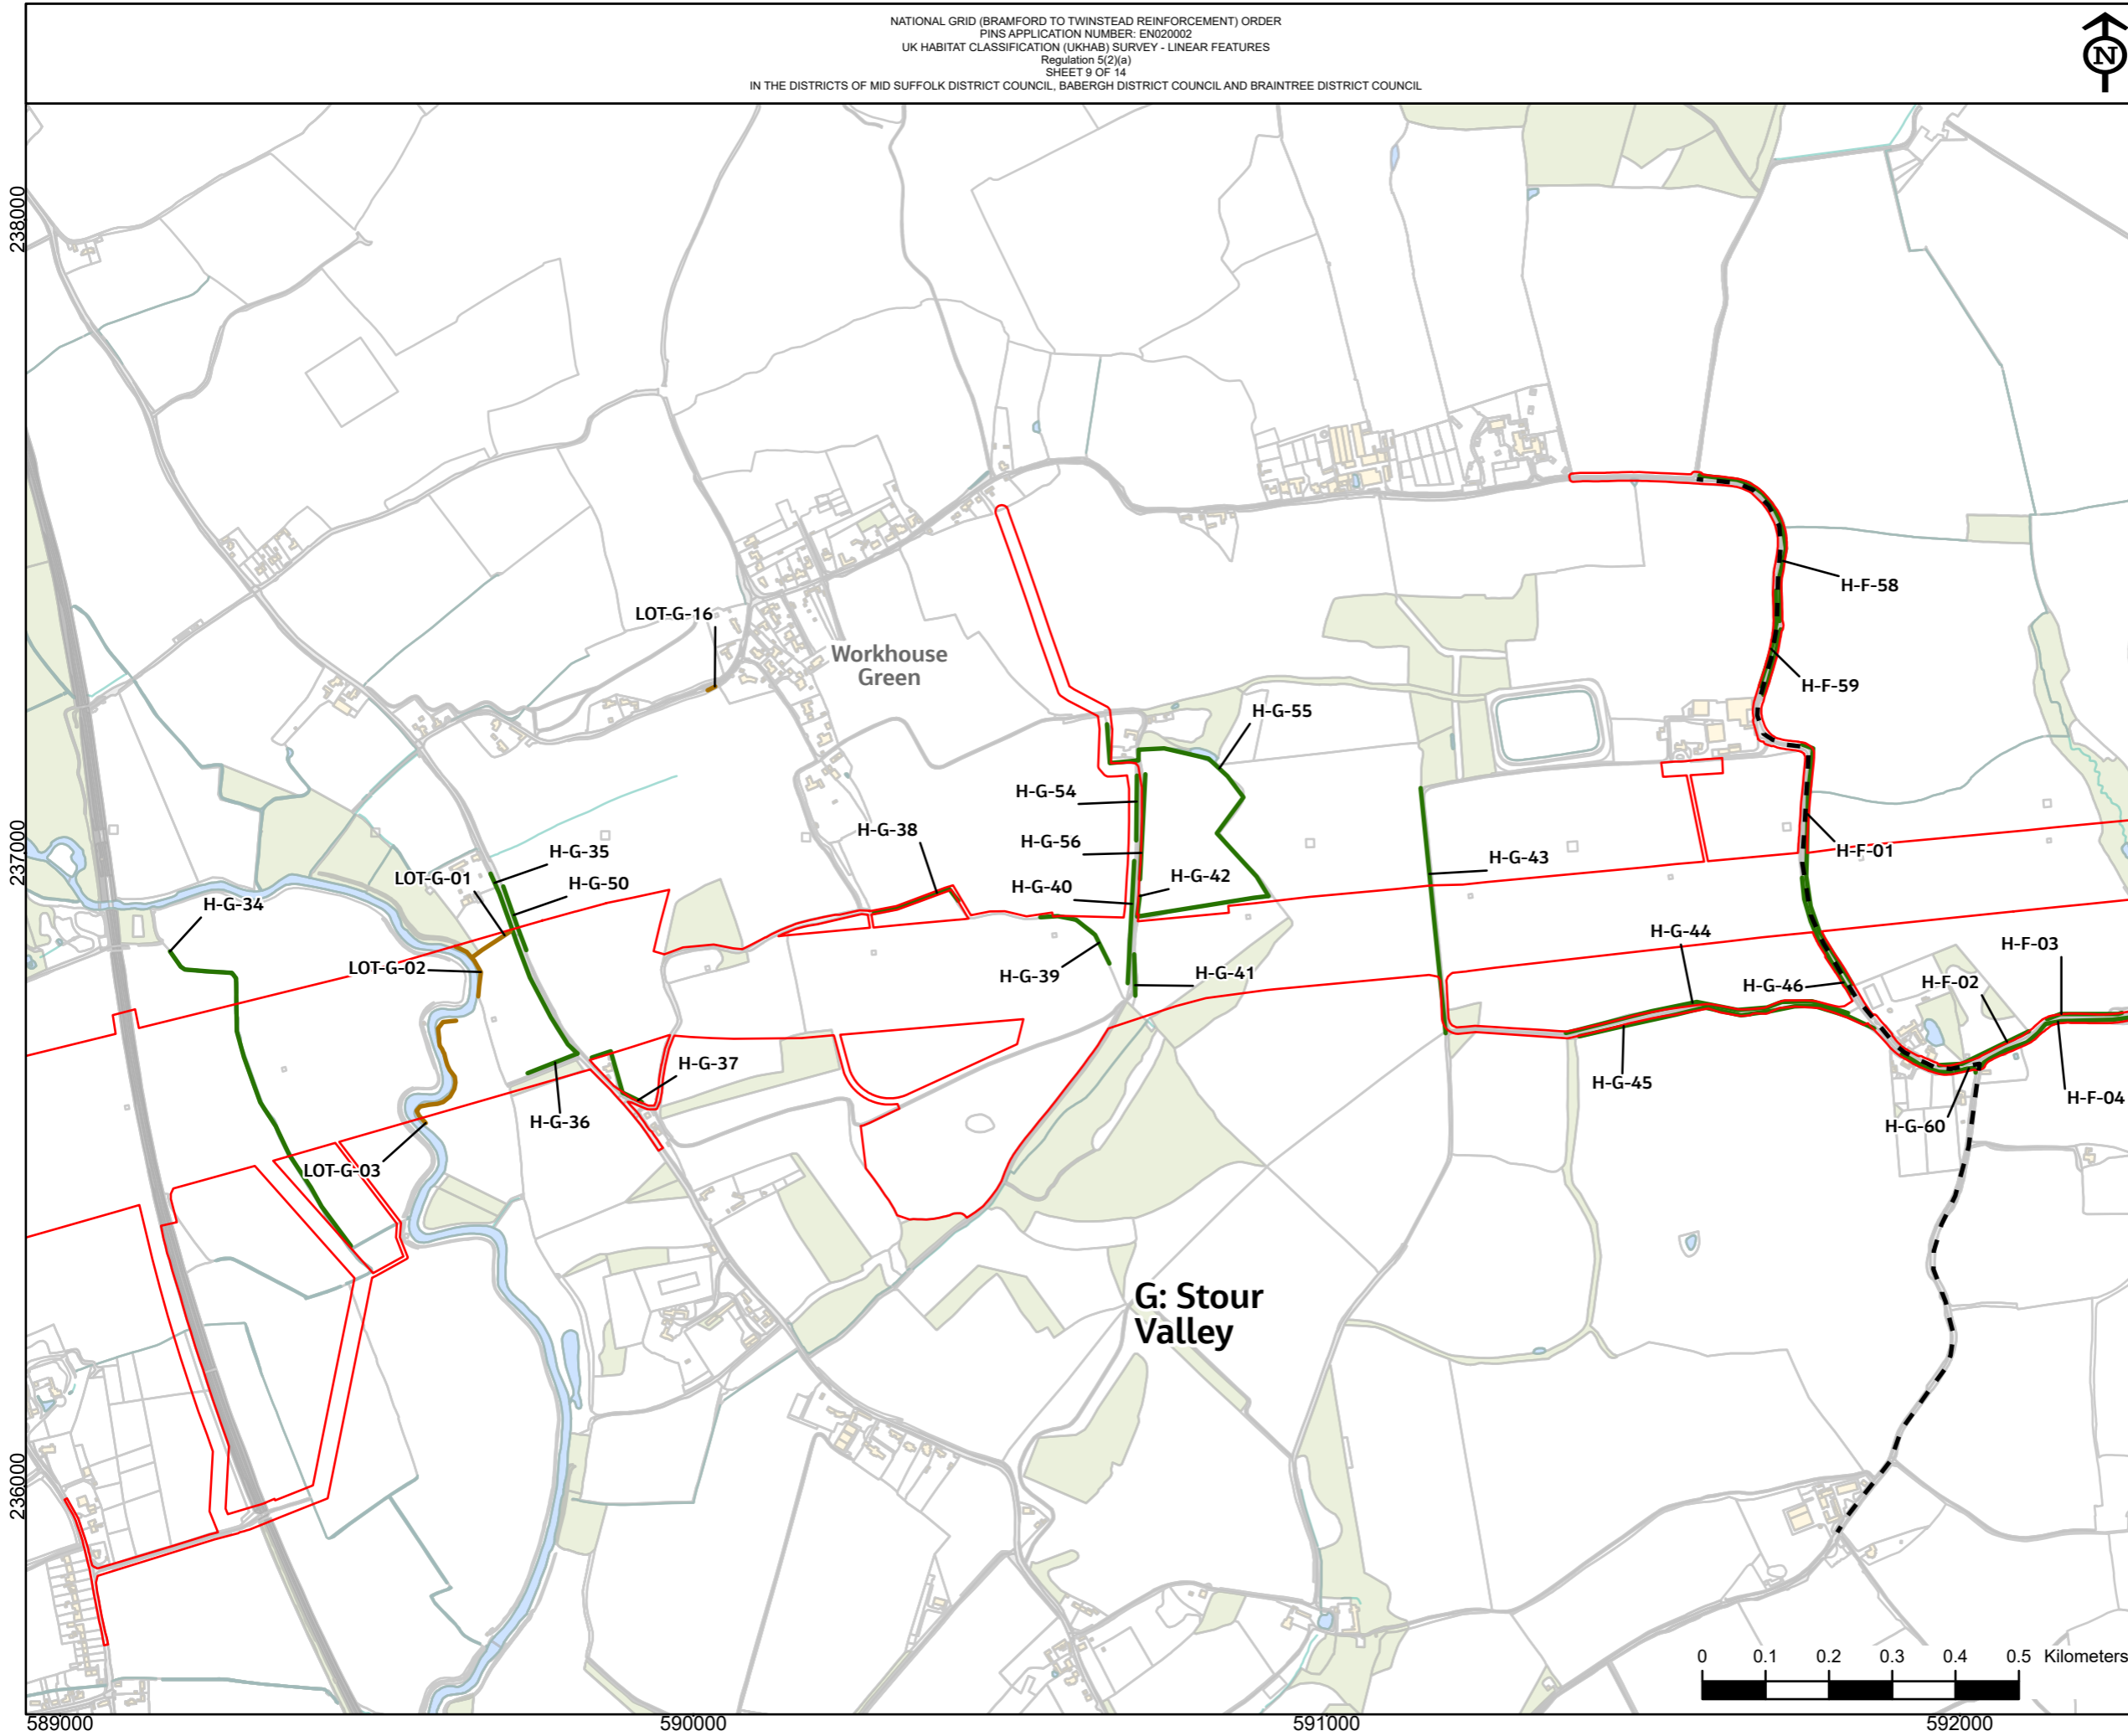 NATIONAL GRID (BRAMFORD TO TWINSTEAD REINFORCEMENT) ORDER
PINS APPLICATION NUMBER: EN020002
UK HABITAT CLASSIFICATION (UKHAB) SURVEY - LINEAR FEATURES
Regulation 5(2)(a)
SHEET 9 OF 14
IN THE DISTRICTS OF MID SUFFOLK DISTRICT COUNCIL, BABERGH DISTRICT COUNCIL AND BRAINTREE DISTRICT COUNCIL
N
238000
H-F-58
LOT-G-16
Workhouse
Green
H-F-59
H-G-55
H-G-54
237000
H-G-38
H-G-56
H-F-01
H-G-35
H-G-43
LOT-G-01
H-G-50
H-G-40
H-G-42
H-G-34
H-G-44
H-F-03
LOT-G-02
H-G-39
H-G-41
H-G-46
H-F-02
H-G-37
H-G-45
H-F-04
H-G-36
H-G-60
LOT-G-03
G: Stour
Valley
236000
0 0.1 0.2 0.3 0.4 0.5 Kilometers
589000 590000 591000 592000